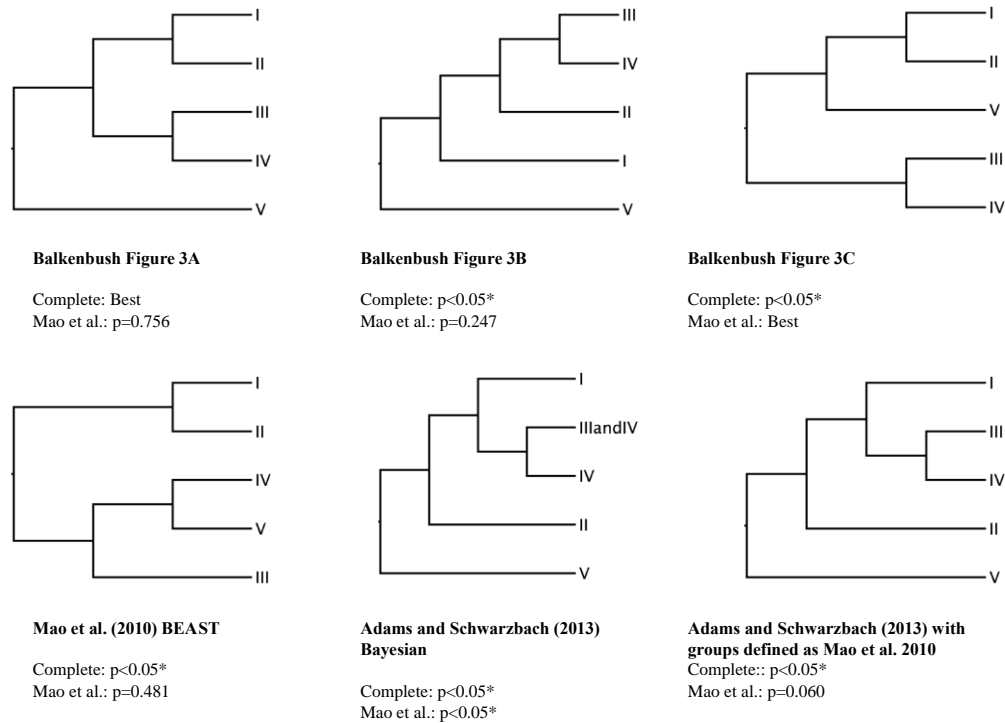 I
II
III
IV
V
Balkenbush Figure 3A
Complete: Best
Mao et al.: p=0.756
III
IV
II
I
V
Balkenbush Figure 3B
Complete: p<0.05*
Mao et al.: p=0.247
I
II
V
III
IV
Balkenbush Figure 3C
Complete: p<0.05*
Mao et al.: Best
I
II
IV
V
III
Mao et al. (2010) BEAST
Complete: p<0.05*
Mao et al.: p=0.481
I
IIIandIV
IV
II
V
Adams and Schwarzbach (2013)
Bayesian
Complete: p<0.05*
Mao et al.: p<0.05*
I
III
IV
II
V
Adams and Schwarzbach (2013) with
groups defined as Mao et al. 2010
Complete:: p<0.05*
Mao et al.: p=0.060